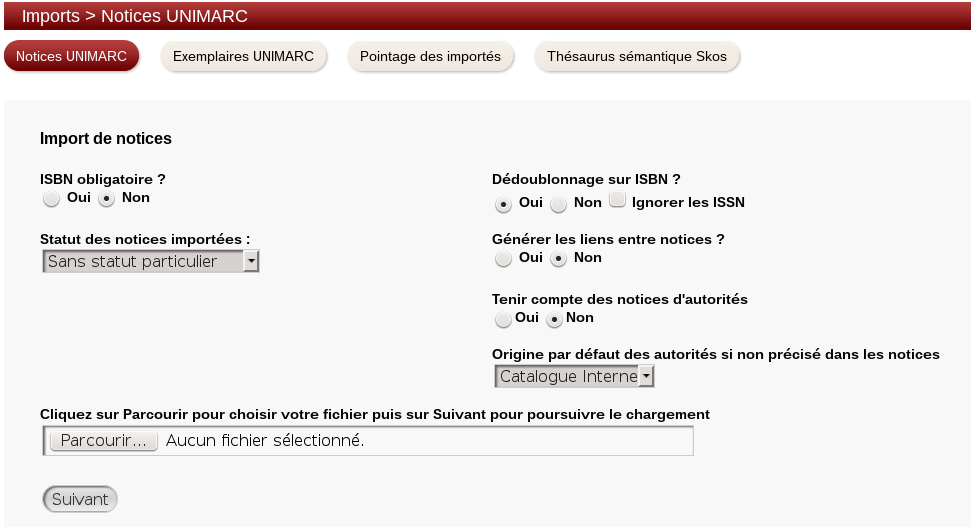 Imports > Notices UNIMARC
Notices UNIMARC Exemplaires UNIMARC Pointage des importés Thésaurus sémantique Skos
Import de notices
ISBN obligatoire ?
Oui Non
Statut des notices importées :
Sans statut particulier
Dédoublonnage sur ISBN ?
Oui Non Ignorer les ISSN
Générer les liens entre notices ?
Oui Non
Tenir compte des notices d'autorités
Oui Non
Origine par défaut des autorités si non précisé dans les notices
Catalogue Interne
Cliquez sur Parcourir pour choisir votre fichier puis sur Suivant pour poursuivre le chargement
Parcourir... Aucun fichier sélectionné.
Suivant